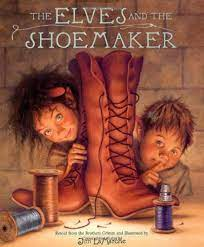 THE ELVES AND THE
SHOEMAKER
Retold from the Brothers Grimm and Illustrated by
Jim LaMarche